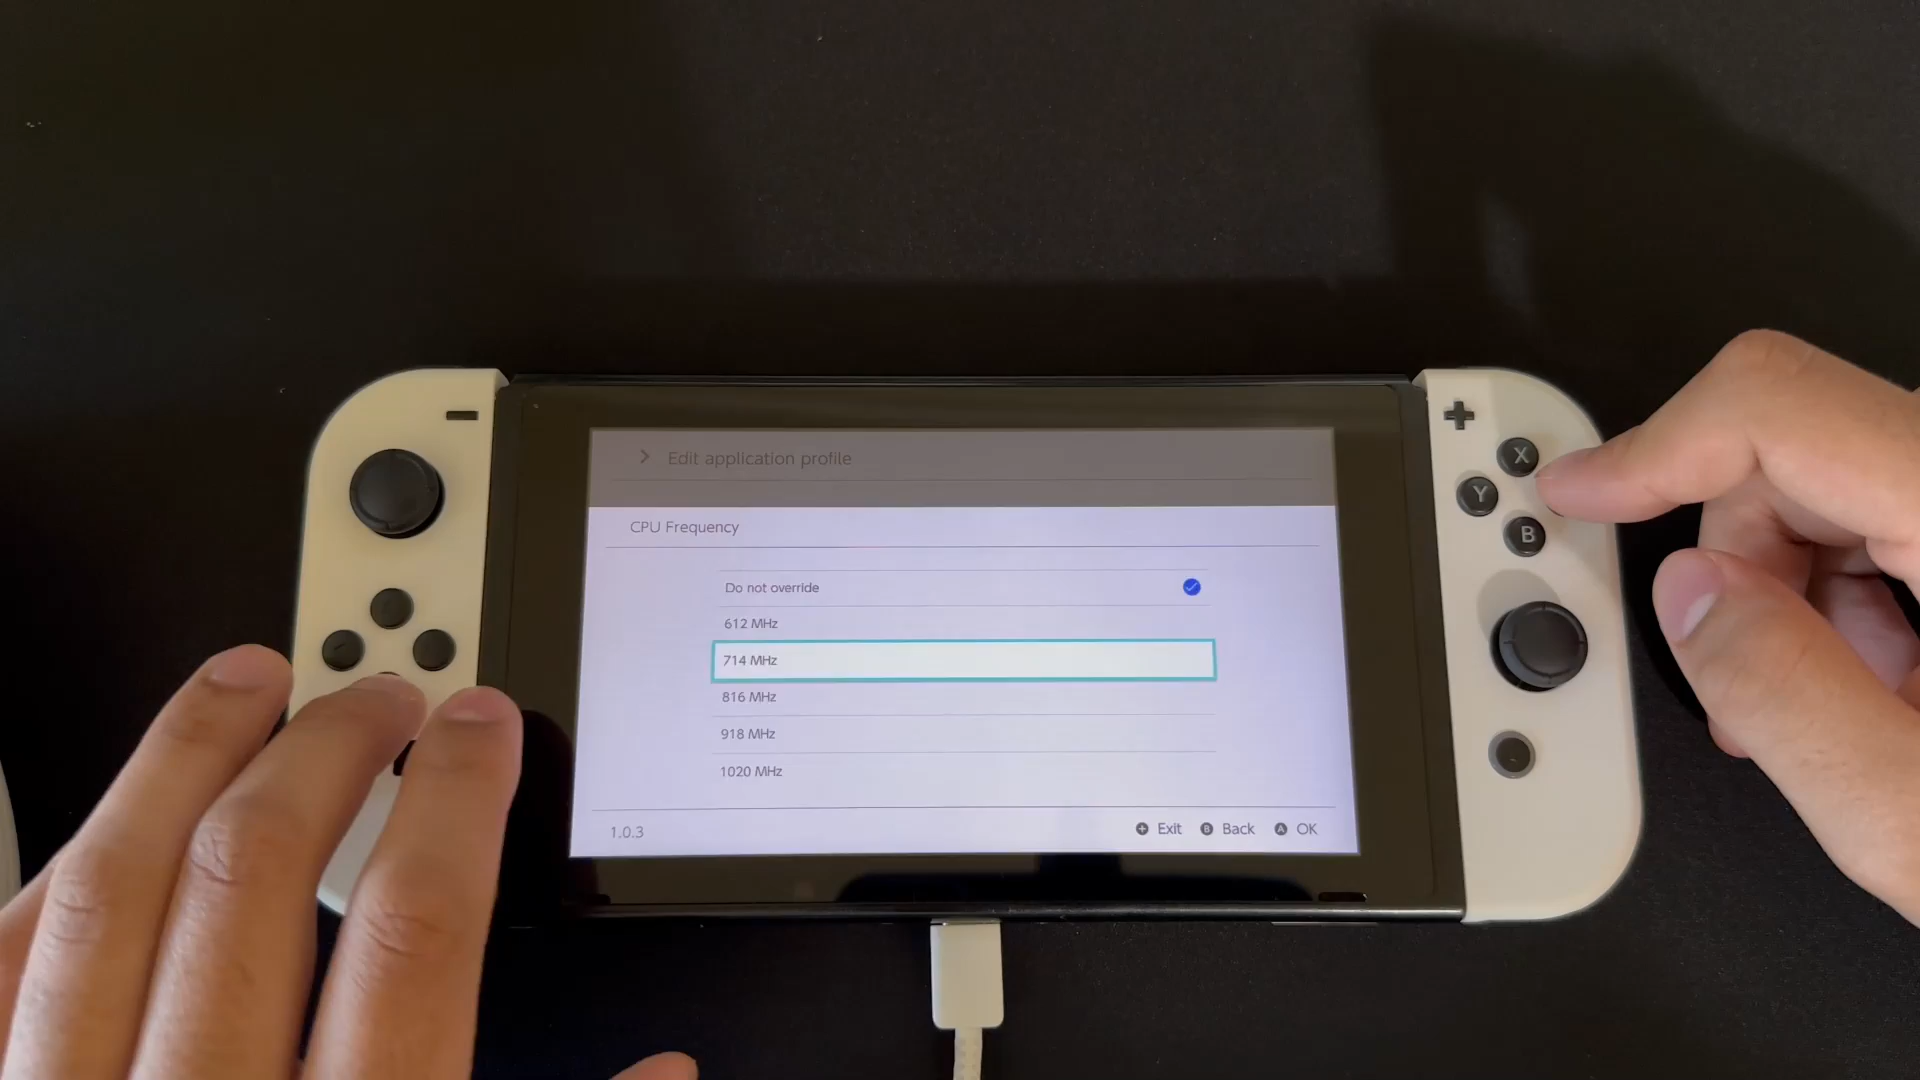 Edit application profile
CPU Frequency
Do not override
612 MHz
714 MHz
816 MHz
918 MHz
1020 MHz
1.0.3
+ Exit B Back A OK
X
Y
B